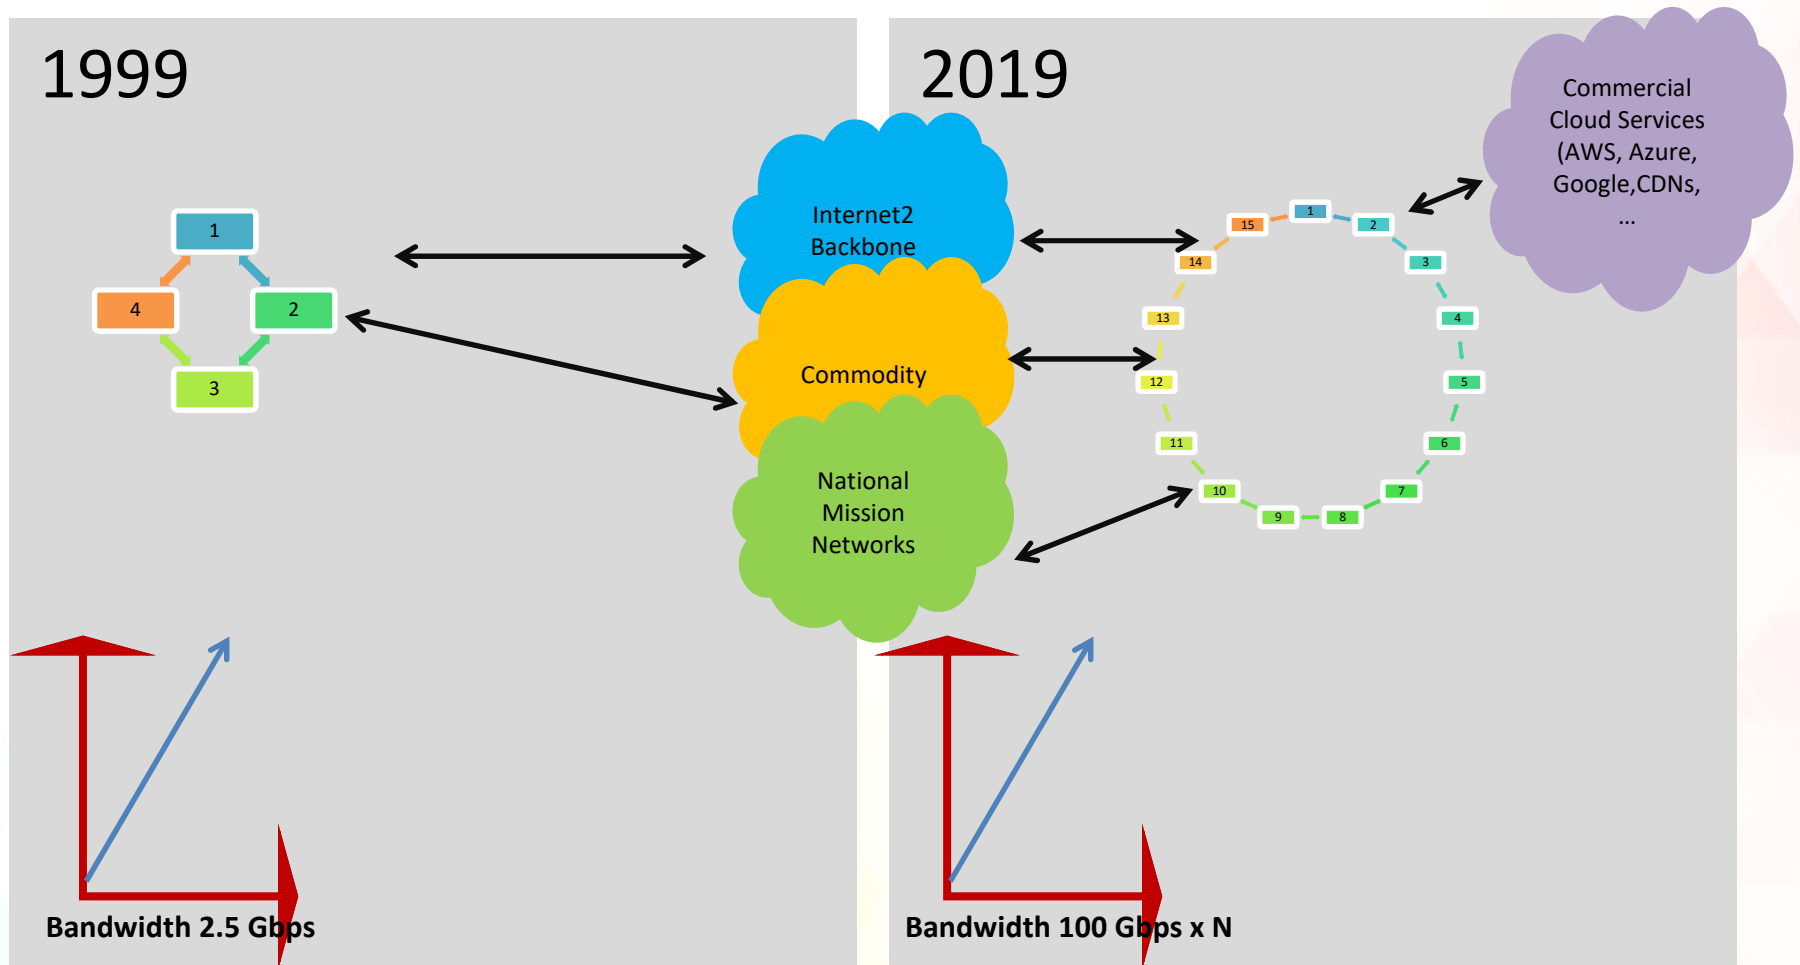 1999
1
4
2
3
Bandwidth 2.5 Gbps
Internet2
Backbone
Commodity
National
Mission
Networks
2019
Commercial
Cloud Services
(AWS, Azure,
Google,CDNs,
...
1
2
3
4
5
6
7
8
9
10
11
12
13
14
15
Bandwidth 100 Gbps x N